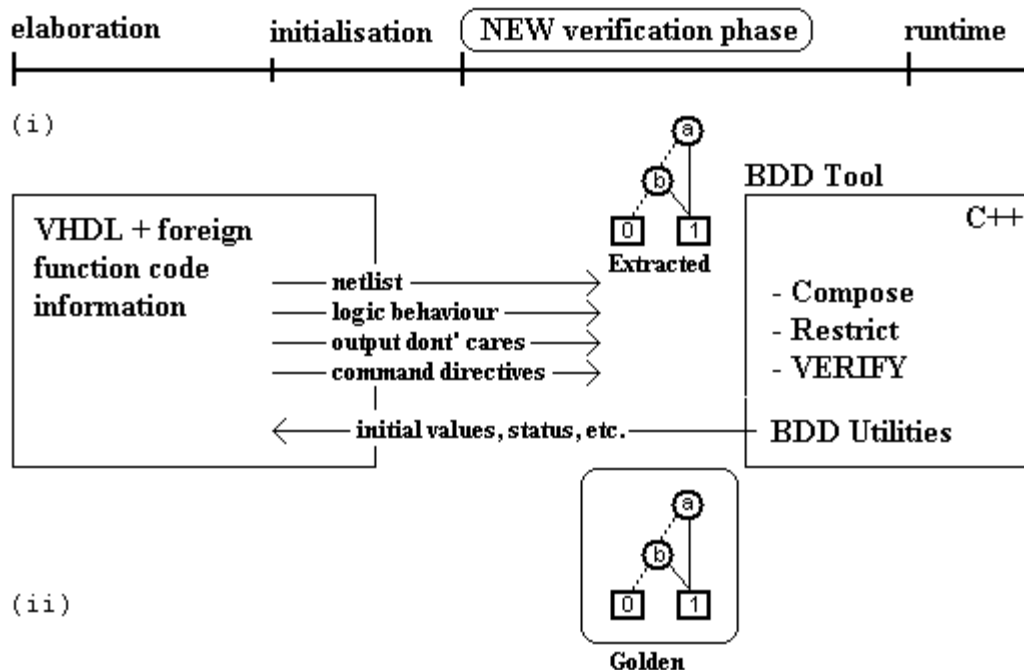 elaboration
initialisation
NEW verification phase
runtime
(i)
a
b
0
1
Extracted
BDD Tool
C++
VHDL + foreign
function code
information
netlist
logic behaviour
output dont' cares
command directives
initial values, status, etc.
- Compose
- Restrict
- VERIFY
BDD Utilities
a
b
0
1
(ii)
Golden